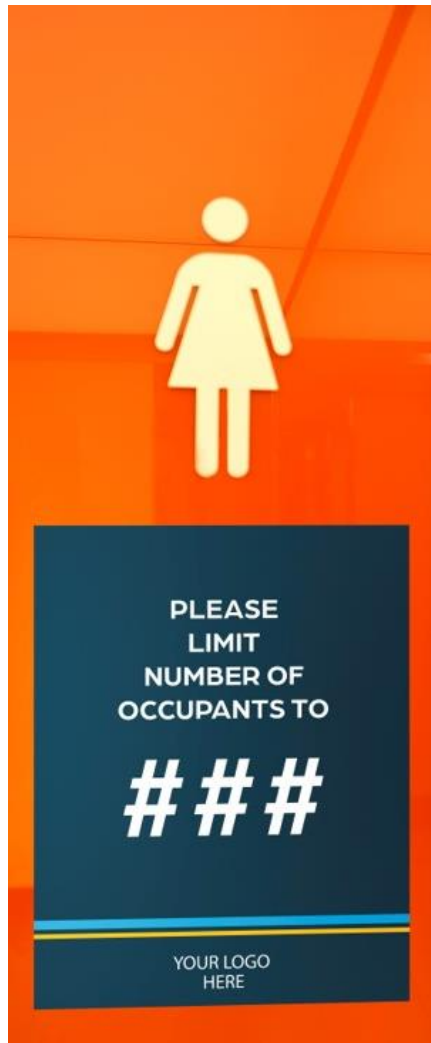 PLEASE
LIMIT
NUMBER OF
OCCUPANTS TO
###
YOUR LOGO
HERE